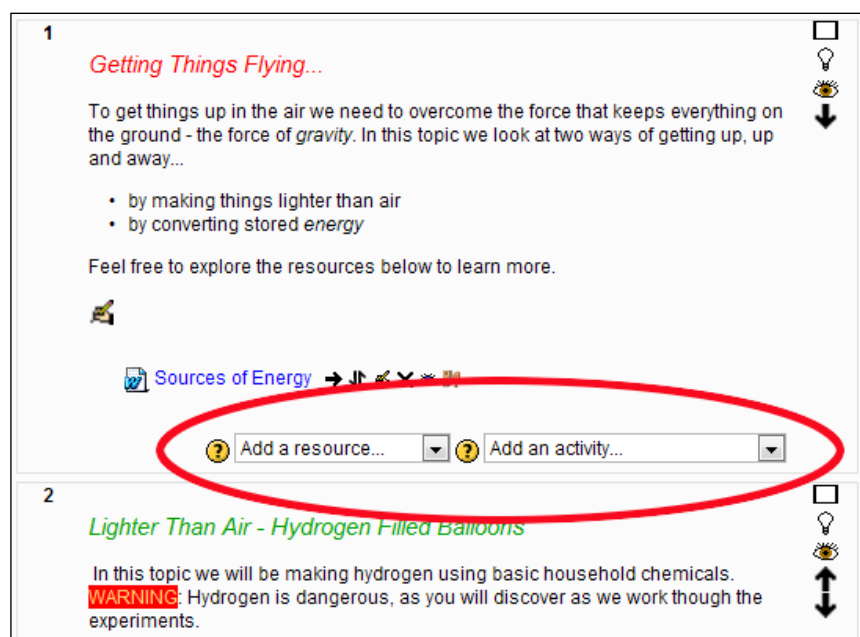 1
Getting Things Flying...
To get things up in the air we need to overcome the force that keeps everything on
the ground - the force of gravity. In this topic we look at two ways of getting up, up
and away...
• by making things lighter than air
• by converting stored energy
Feel free to explore the resources below to learn more.
Sources of Energy
Add a resource... Add an activity...
2
Lighter Than Air - Hydrogen Filled Balloons
In this topic we will be making hydrogen using basic household chemicals.
WARNING: Hydrogen is dangerous, as you will discover as we work though the
experiments.